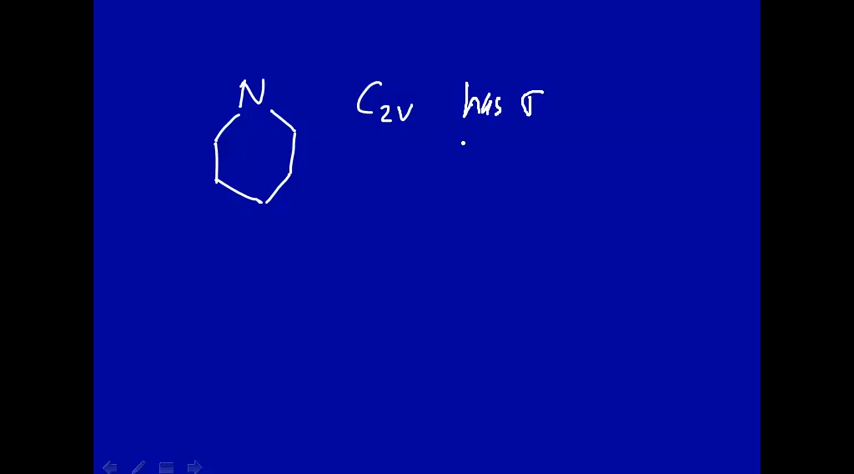 N C₂ᵥ has σ